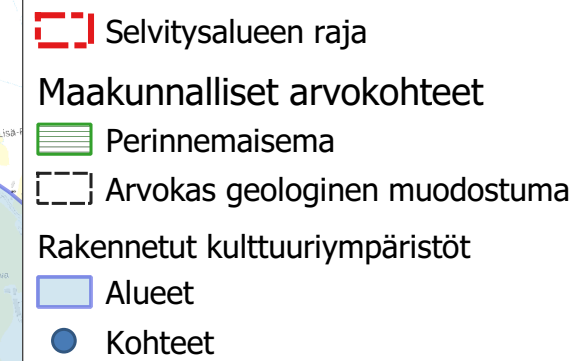 Selvitysalueen raja
Maakunnalliset arvokohteet
Perinnemaisema
Arvokas geologinen muodostuma
Rakennetut kulttuuriympäristöt
Alueet
Kohteet